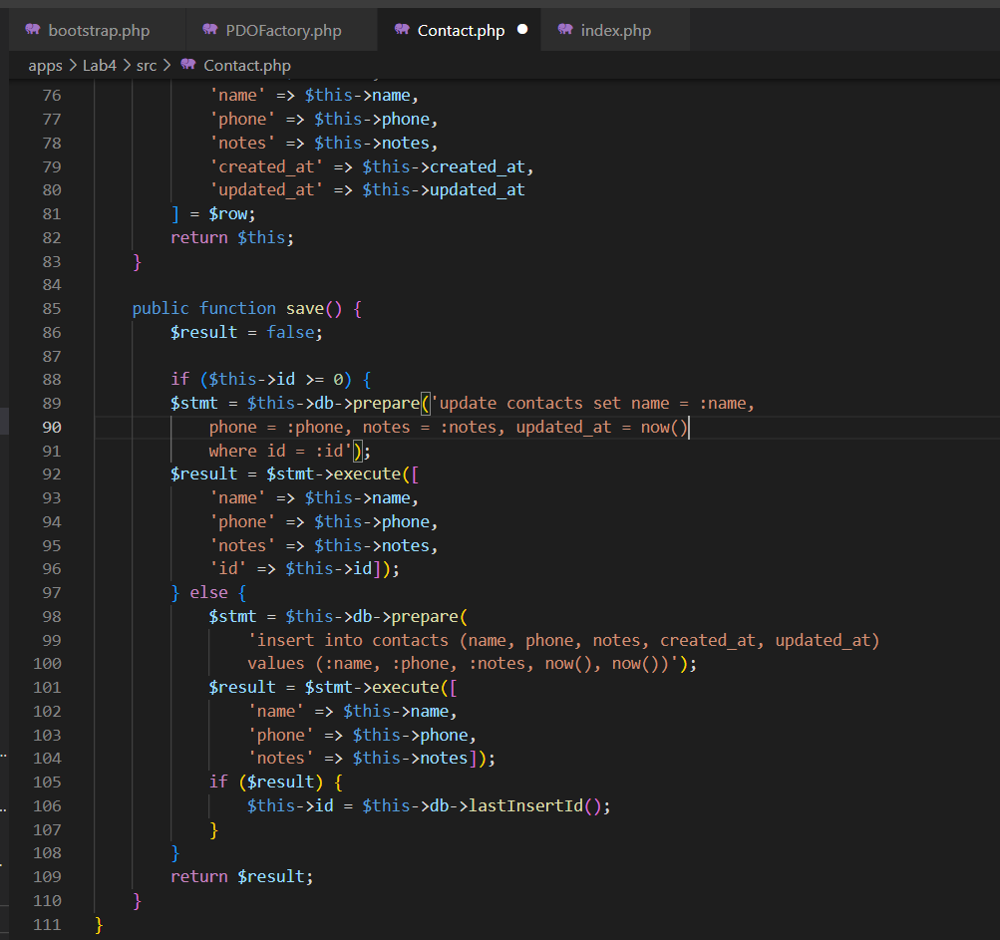 bootstrap.php PDOFactory.php Contact.php index.php
apps > Lab4 > src > Contact.php
76 'name' => $this->name,
77 'phone' => $this->phone,
78 'notes' => $this->notes,
79 'created_at' => $this->created_at,
80 'updated_at' => $this->updated_at
81 ] = $row;
82 return $this;
83 }
84
85 public function save() {
86 $result = false;
87
88 if ($this->id >= 0) {
89 $stmt = $this->db->prepare('update contacts set name = :name,
90 phone = :phone, notes = :notes, updated_at = now()
91 where id = :id');
92 $result = $stmt->execute([
93 'name' => $this->name,
94 'phone' => $this->phone,
95 'notes' => $this->notes,
96 'id' => $this->id]);
97 } else {
98 $stmt = $this->db->prepare(
99 'insert into contacts (name, phone, notes, created_at, updated_at)
100 values (:name, :phone, :notes, now(), now())');
101 $result = $stmt->execute([
102 'name' => $this->name,
103 'phone' => $this->phone,
104 'notes' => $this->notes]);
105 if ($result) {
106 $this->id = $this->db->lastInsertId();
107 }
108 }
109 return $result;
110 }
111 }